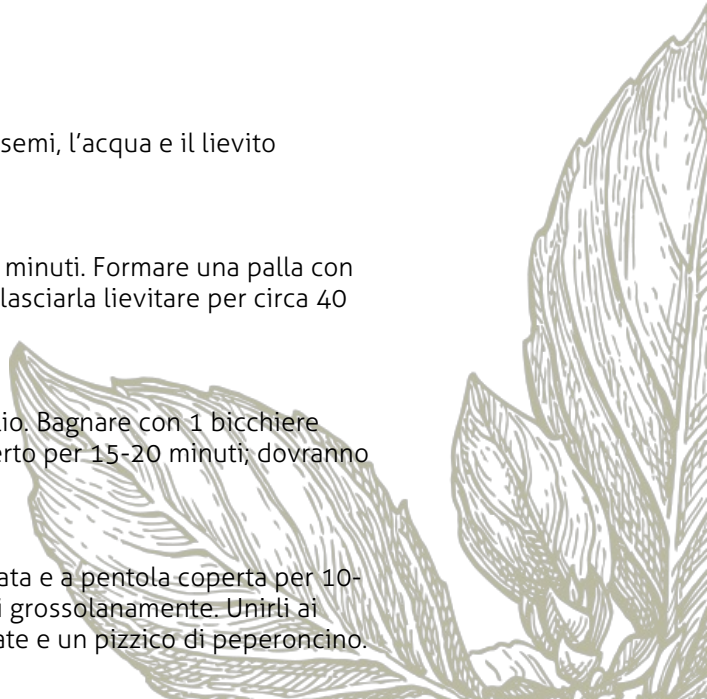 semi, l’acqua e il lievito
minuti. Formare una palla con
lasciarla lievitare per circa 40
io. Bagnare con 1 bicchiere
erto per 15-20 minuti; dovranno
ata e a pentola coperta per 10-
i grossolanamente. Unirli ai
ate e un pizzico di peperoncino.